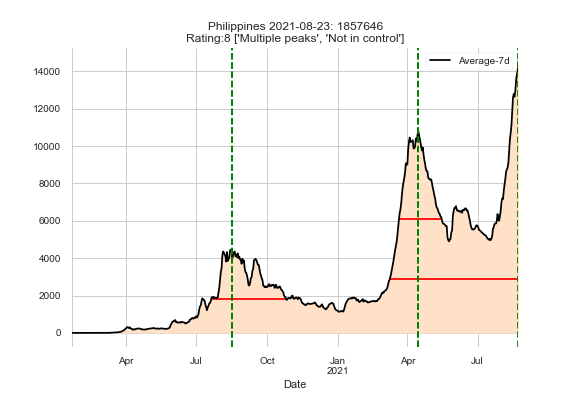 Philippines 2021-08-23: 1857646
Rating:8 ['Multiple peaks', 'Not in control']
Average-7d
14000
12000
10000
8000
6000
4000
2000
0
Apr Jul Oct Jan Apr Jul
2021
Date